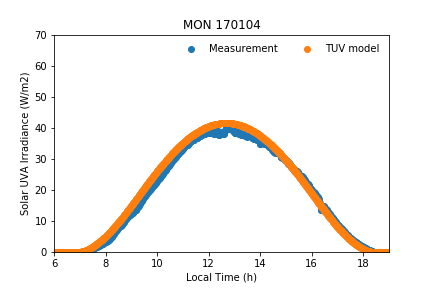 MON 170104
Measurement
TUV model
Solar UVA Irradiance (W/m2)
70
60
50
40
30
20
10
0
6 8 10 12 14 16 18
Local Time (h)